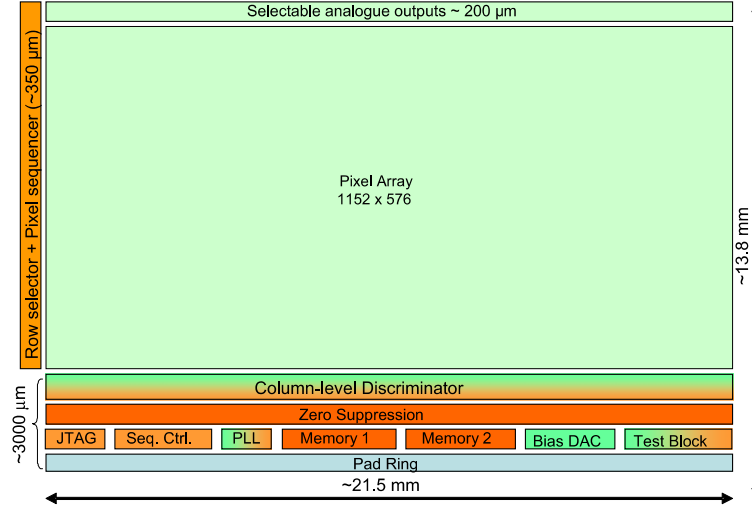 Selectable analogue outputs ~ 200 µm
Row selector + Pixel sequencer (~350 µm)
Pixel Array
1152 x 576
~13.8 mm
~3000 µm
Column-level Discriminator
Zero Suppression
JTAG
Seq. Ctrl.
PLL
Memory 1
Memory 2
Bias DAC
Test Block
Pad Ring
~21.5 mm